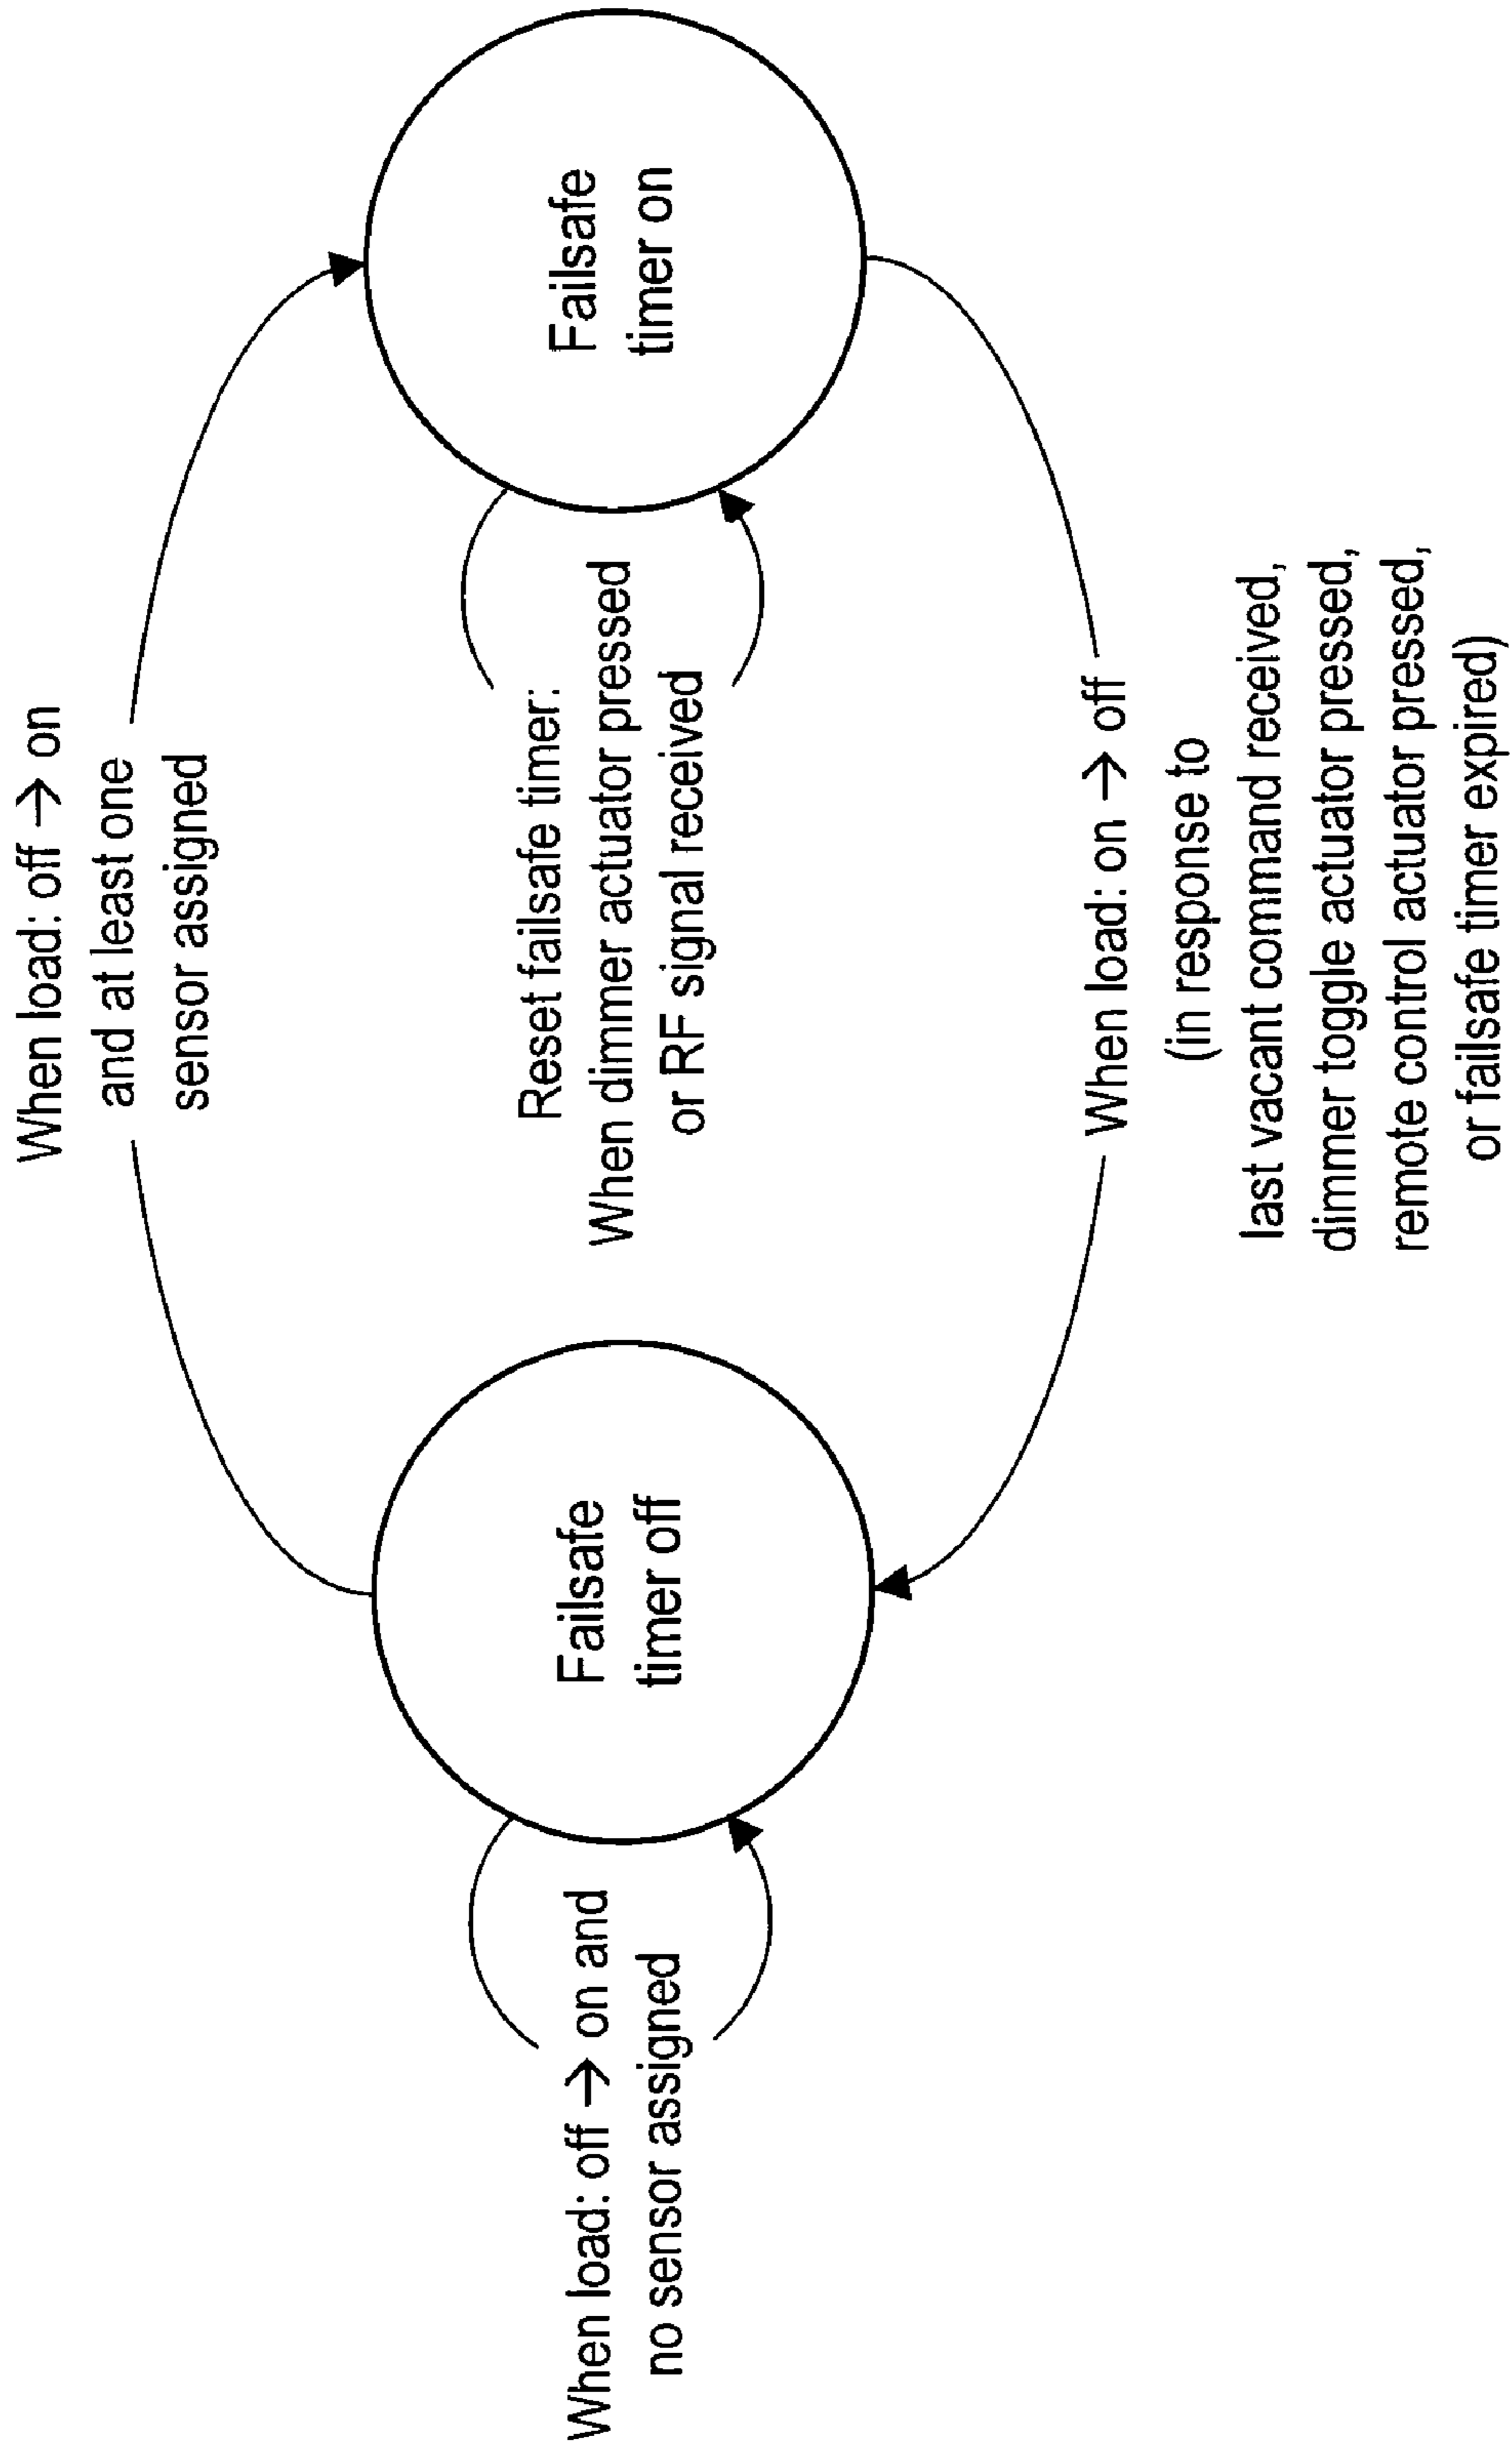 When load: off → on
and at least one
sensor assigned
When load: off → on and
no sensor assigned
Failsafe
timer off
Reset failsafe timer:
When dimmer actuator pressed
or RF signal received
Failsafe
timer on
When load: on → off
(in response to
last vacant command received,
dimmer toggle actuator pressed,
remote control actuator pressed,
or failsafe timer expired)